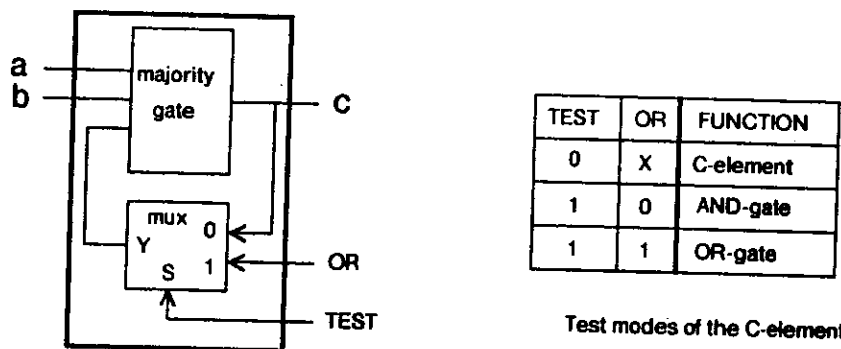 a
b
majority
gate
C
mux
0
Y
1
S
OR
TEST
TEST OR FUNCTION
0 X C-element
1 0 AND-gate
1 1 OR-gate
Test modes of the C-element